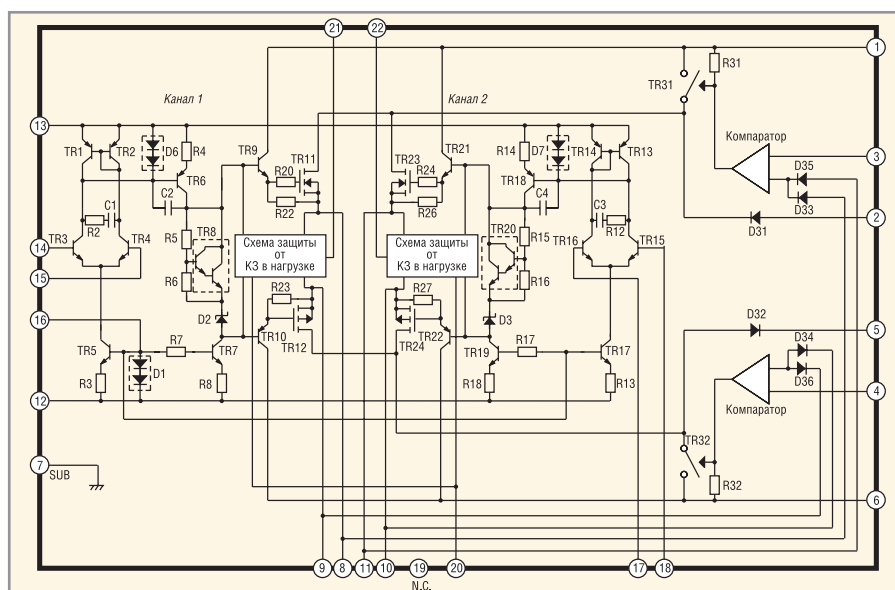 21 22 1
R31
TR31
Канал 1 Канал 2
13
TR1 TR2 D6 R4 TR9 TR11 TR23 TR21 R14 D7 TR14 TR13
Компаратор
3
R20 R24
TR6 TR18
D35
R22 R26
D33
C2 C4
C1 C3
R2 R12
D31 2
TR3 TR4 R5 TR8 TR20 R15 TR16 TR15
14
Схема защиты
от
КЗ в нагрузке
Схема защиты
от
КЗ в нагрузке
15
R6 R16
R23 R27
16
D2 D3
D32 5
TR10 TR12 TR24 TR22
D34
TR5 R7 TR7 TR19 R17 TR17
D1
D36
R3 R8 R18 R13
4
12
Компаратор
TR32
7
SUB
R32
6
9 8 11 10 19 20 17 18
N.C.